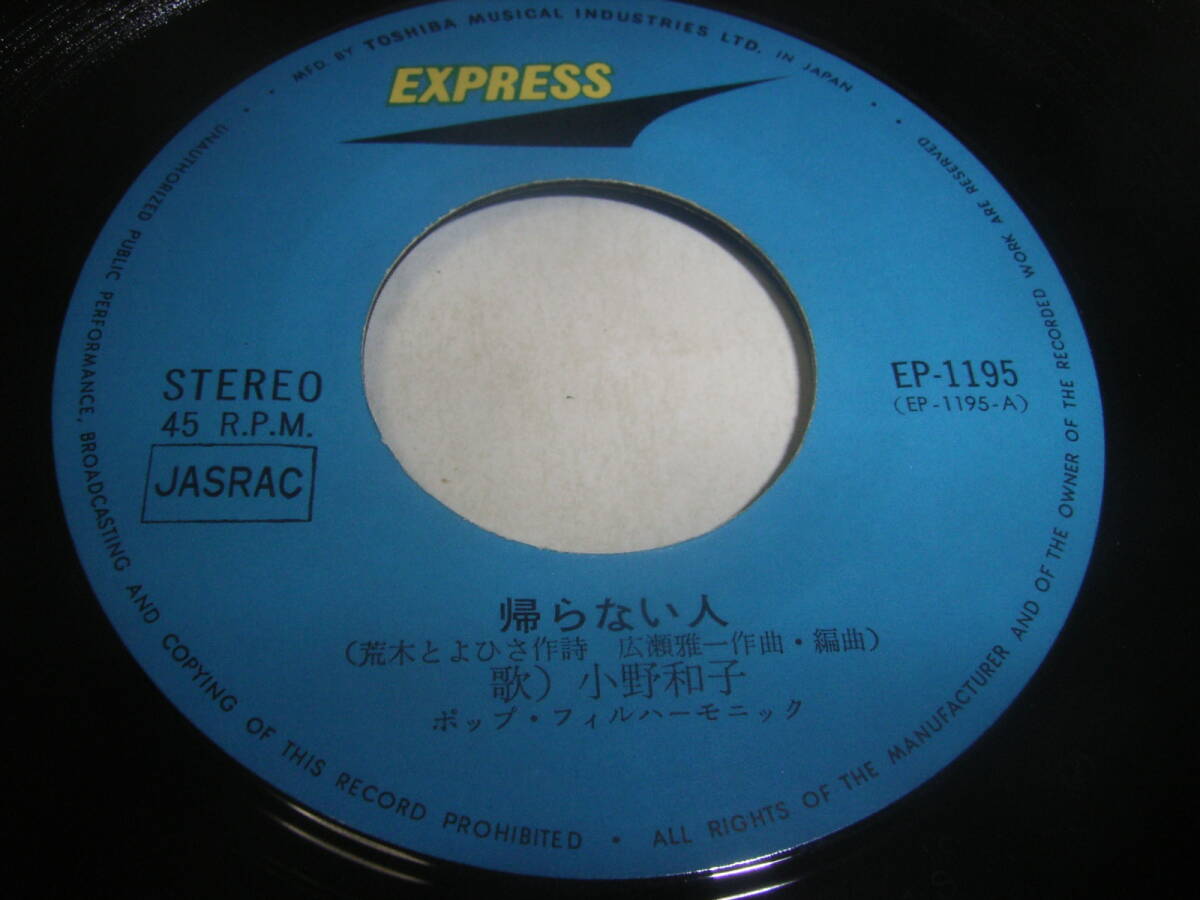 MFD. BY TOSHIBA MUSICAL INDUSTRIES LTD. IN JAPAN
EXPRESS
STEREO
45 R.P.M.
JASRAC
EP-1195
(EP-1195-A)
帰らない人
(荒木とよひさ作詩 広瀬雅一作曲・編曲)
歌) 小野和子
ポップ・フィルハーモニック
UNAUTHORIZED PUBLIC PERFORMANCE, BROADCASTING AND COPYING OF THIS RECORD PROHIBITED • ALL RIGHTS OF THE MANUFACTURER AND OF THE OWNER OF THE RECORDED WORK ARE RESERVED